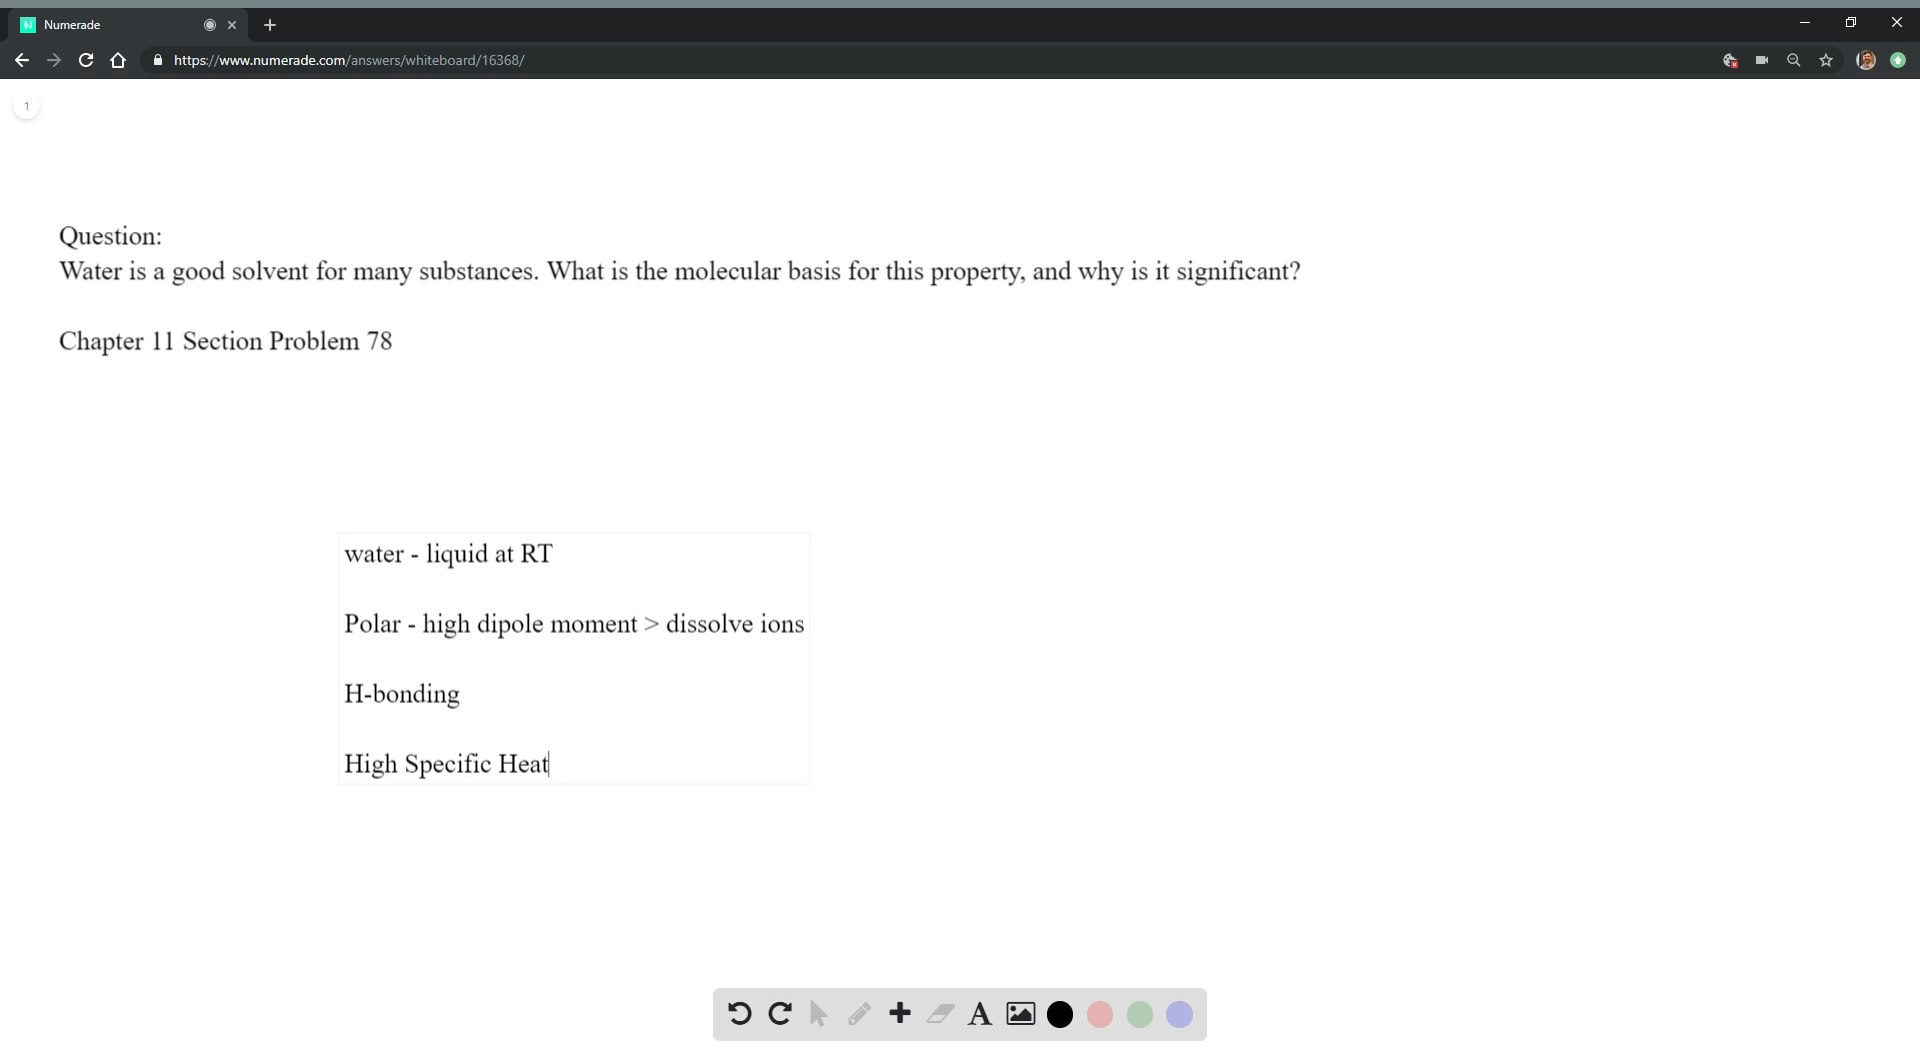 Numerade
https://www.numerade.com/answers/whiteboard/16368/
1
Question:
Water is a good solvent for many substances. What is the molecular basis for this property, and why is it significant?
Chapter 11 Section Problem 78
water - liquid at RT
Polar - high dipole moment > dissolve ions
H-bonding
High Specific Heat
A